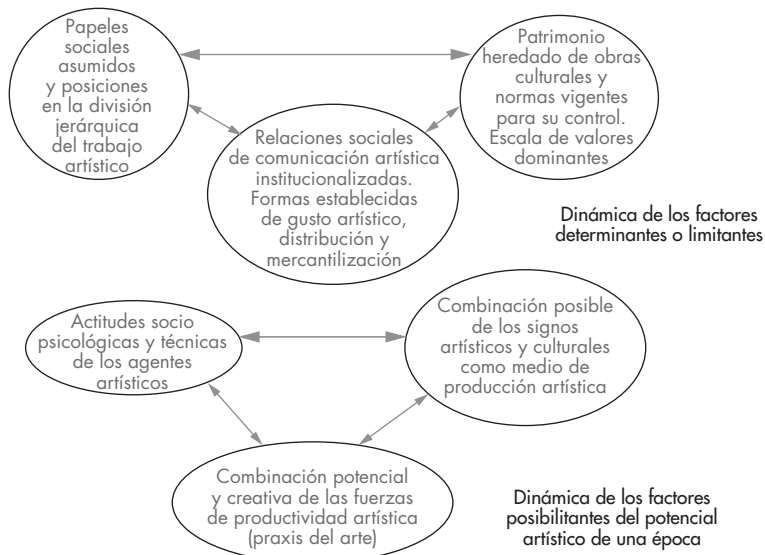 Papeles
sociales
asumidos
y posiciones
en la división
jerárquica
del trabajo
artístico
Patrimonio
heredado de obras
culturales y
normas vigentes
para su control.
Escala de valores
dominantes
Relaciones sociales
de comunicación artística
institucionalizadas.
Formas establecidas
de gusto artístico,
distribución y
mercantilización
Dinámica de los factores
determinantes o limitantes
Actitudes socio
psicológicas y técnicas
de los agentes
artísticos
Combinación posible
de los signos
artísticos y culturales
como medio de
producción artística
Combinación potencial
y creativa de las fuerzas
de productividad artística
(praxis del arte)
Dinámica de los factores
posibilitantes del potencial
artístico de una época